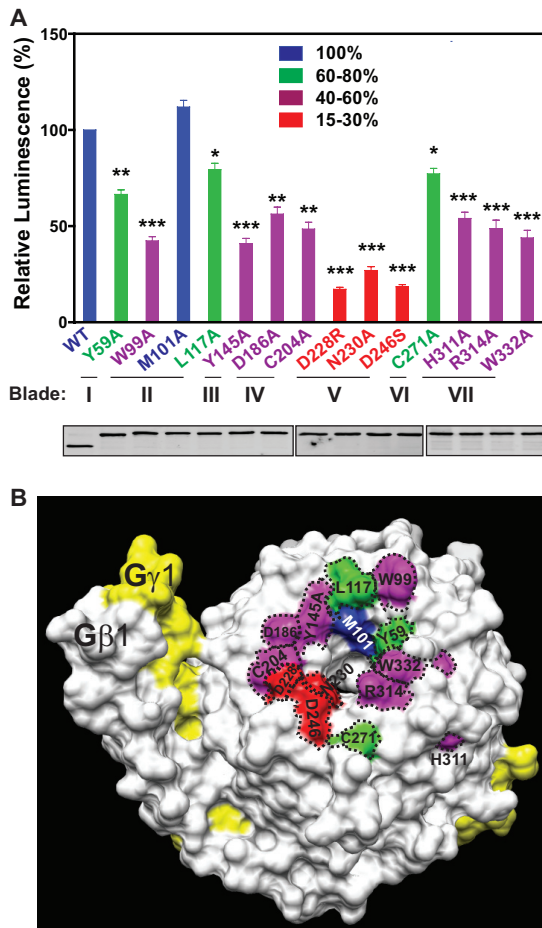 A
Relative Luminescence (%)
150
100
50
0
100%
60-80%
40-60%
15-30%
**
***
*
***
**
**
***
***
***
*
***
***
***
WT
Y59A
W99A
M101A
L117A
Y145A
D186A
C204A
D228R
N230A
D246S
C271A
H311A
R314A
W332A
Blade: I II III IV V VI VII
B
Gγ1
Gβ1
L117
W99
Y145A
M101
D186
Y59
C204
W332
D228
N230
R314
D246
C271
H311